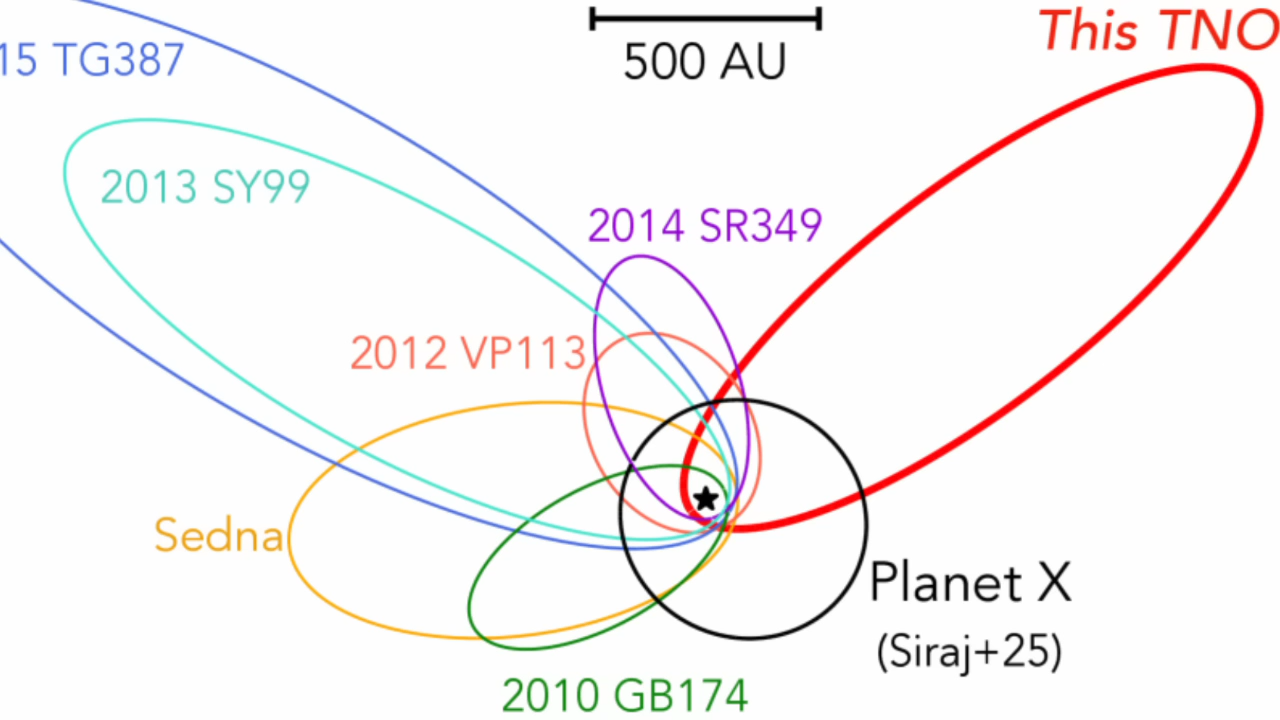 This TNO
15 TG387
500 AU
2013 SY99
2014 SR349
2012 VP113
Sedna
Planet X
(Siraj+25)
2010 GB174